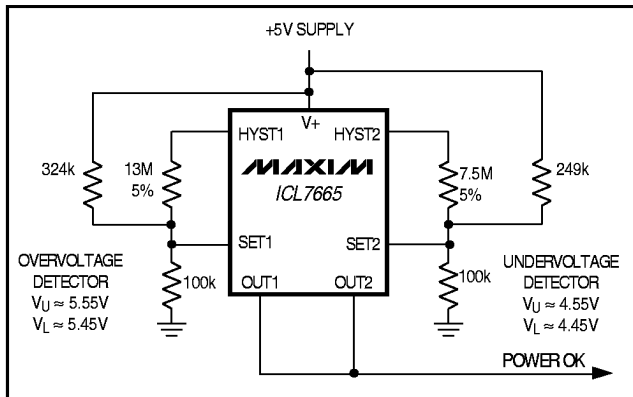 +5V SUPPLY
V+
HYST1
HYST2
324k
13M
5%
MAXIM
ICL7665
7.5M
5%
249k
SET1
SET2
OVERVOLTAGE
DETECTOR
VU ≈ 5.55V
VL ≈ 5.45V
100k
OUT1
OUT2
100k
UNDERVOLTAGE
DETECTOR
VU ≈ 4.55V
VL ≈ 4.45V
POWER OK